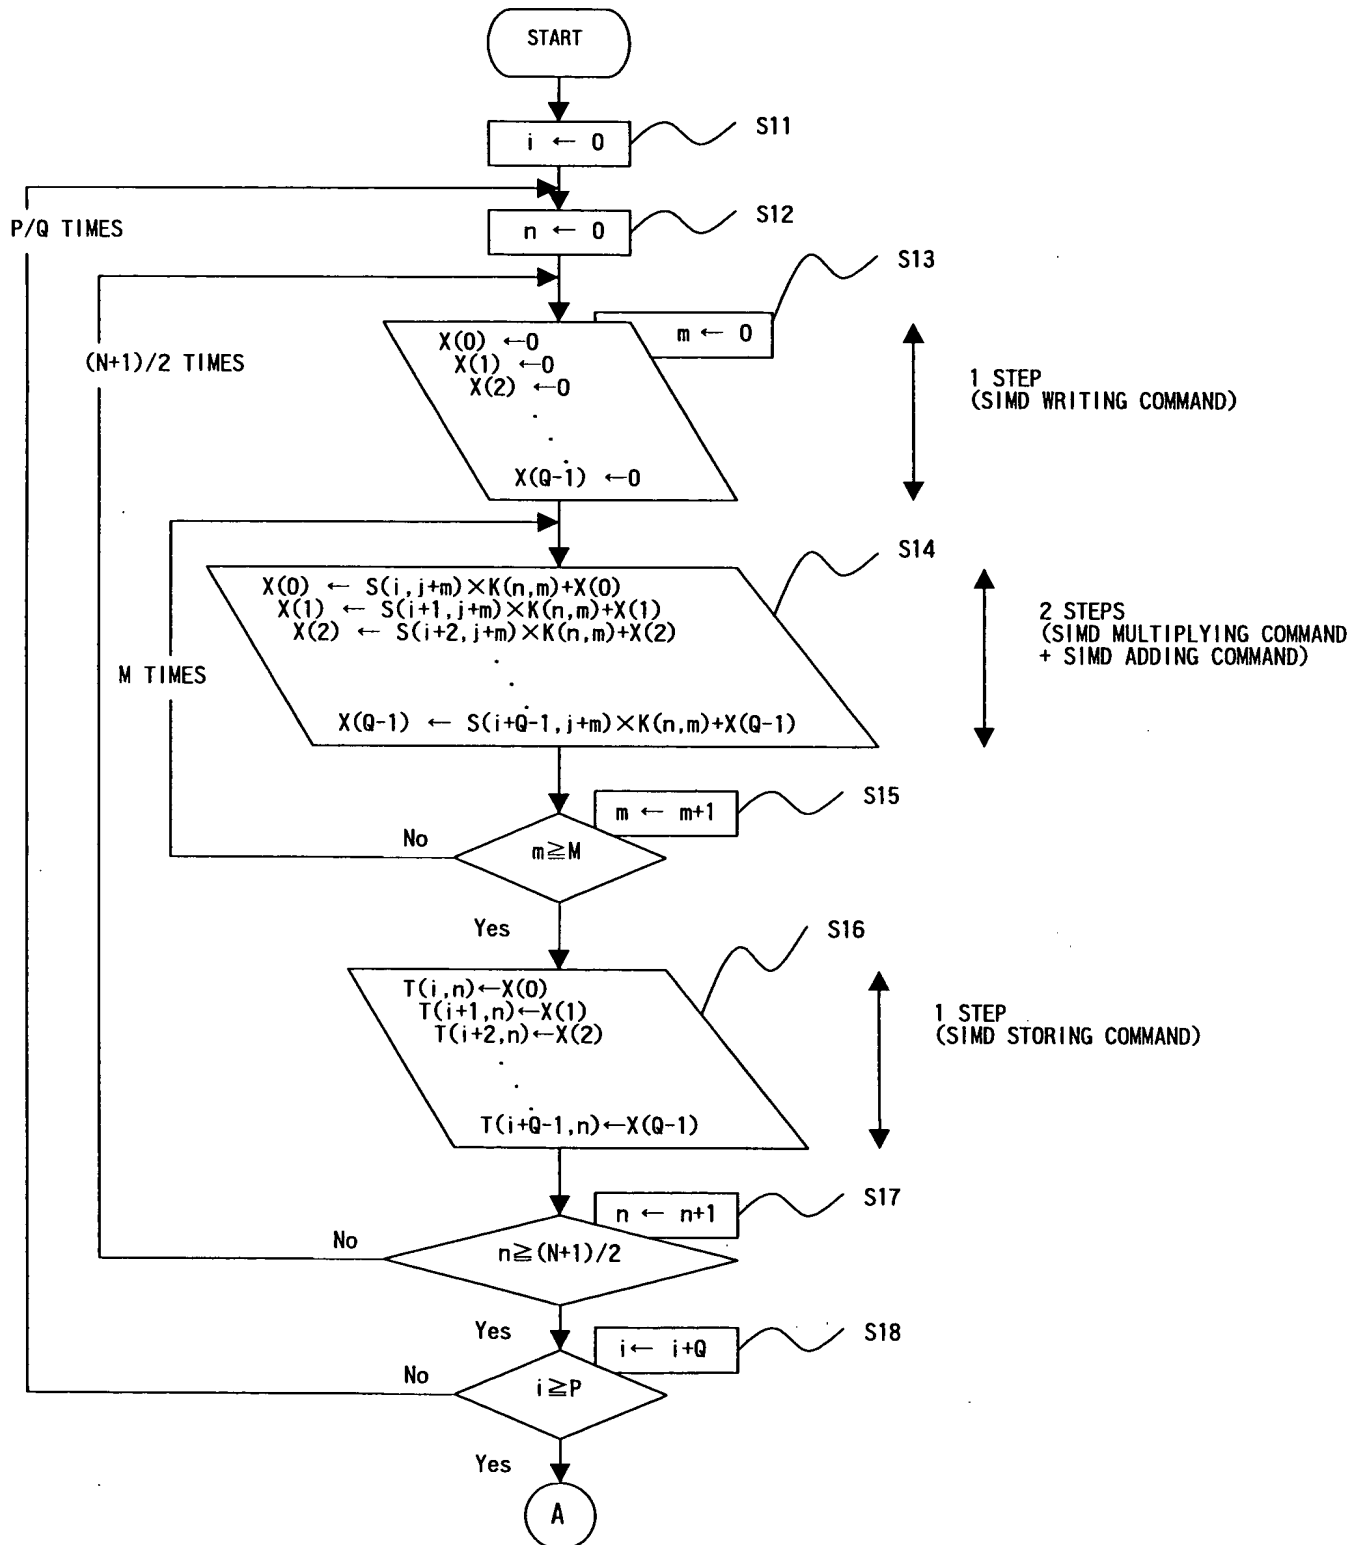 START
i ← 0
S11
P/Q TIMES
n ← 0
S12
S13
m ← 0
(N+1)/2 TIMES
X(0) ←0
X(1) ←0
X(2) ←0
.
.
.
X(Q-1) ←0
1 STEP
(SIMD WRITING COMMAND)
S14
X(0) ← S(i,j+m)×K(n,m)+X(0)
X(1) ← S(i+1,j+m)×K(n,m)+X(1)
X(2) ← S(i+2,j+m)×K(n,m)+X(2)
.
.
.
X(Q-1) ← S(i+Q-1,j+m)×K(n,m)+X(Q-1)
2 STEPS
(SIMD MULTIPLYING COMMAND
+ SIMD ADDING COMMAND)
M TIMES
S15
m ← m+1
No
m≧M
Yes
S16
T(i,n)←X(0)
T(i+1,n)←X(1)
T(i+2,n)←X(2)
.
.
.
T(i+Q-1,n)←X(Q-1)
1 STEP
(SIMD STORING COMMAND)
S17
n ← n+1
No
n≧(N+1)/2
Yes
S18
i← i+Q
No
i≧P
Yes
A